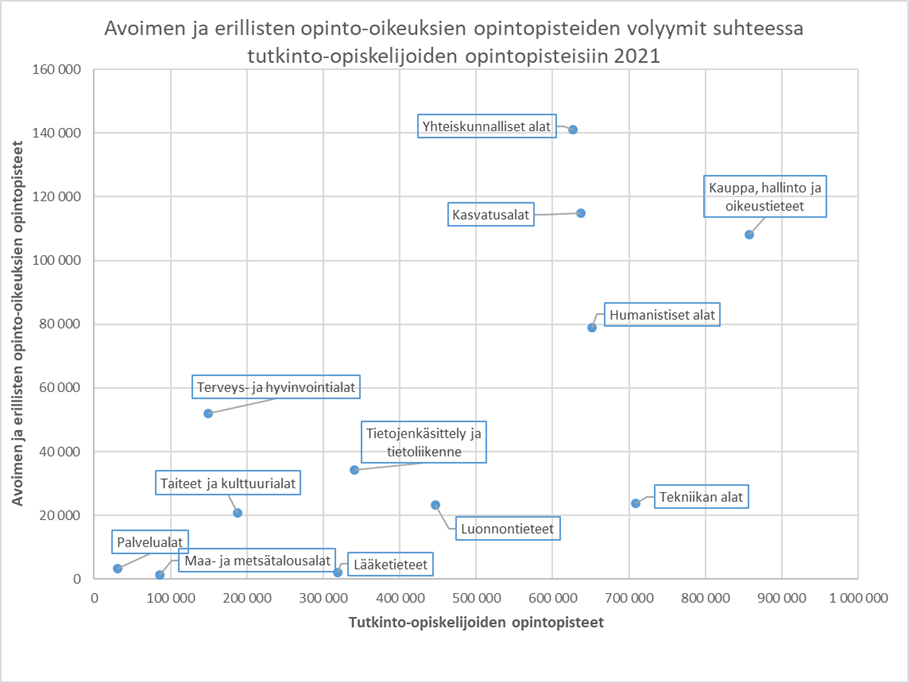 Avoimen ja erillisten opinto-oikeuksien opintopisteiden volyymit suhteessa
tutkinto-opiskelijoiden opintopisteisiin 2021
160 000
140 000
120 000
100 000
80 000
60 000
40 000
20 000
0
Avoimen ja erillisten opinto-oikeuksien opintopisteet
Yhteiskunnalliset alat
Kauppa, hallinto ja
oikeustieteet
Kasvatusalat
Humanistiset alat
Terveys- ja hyvinvointialat
Tietojenkäsittely ja
tietoliikenne
Taiteet ja kulttuurialat
Tekniikan alat
Luonnontieteet
Palvelualat
Maa- ja metsätalousalat
Lääketieteet
0
100 000
200 000
300 000
400 000
500 000
600 000
700 000
800 000
900 000
1 000 000
Tutkinto-opiskelijoiden opintopisteet